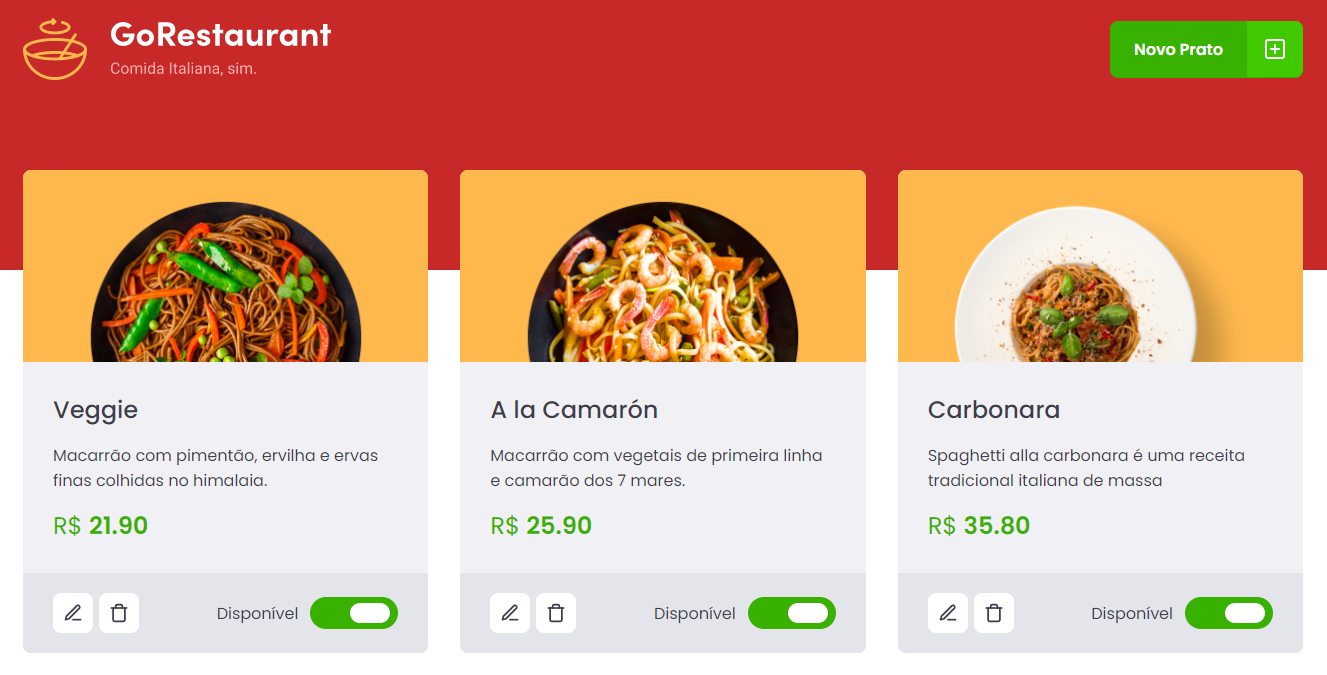 GoRestaurant
Comida Italiana, sim.
Novo Prato
Veggie
Macarrão com pimentão, ervilha e ervas
finas colhidas no himalaia.
R$ 21.90
Disponível
A la Camarón
Macarrão com vegetais de primeira linha
e camarão dos 7 mares.
R$ 25.90
Disponível
Carbonara
Spaghetti alla carbonara é uma receita
tradicional italiana de massa
R$ 35.80
Disponível